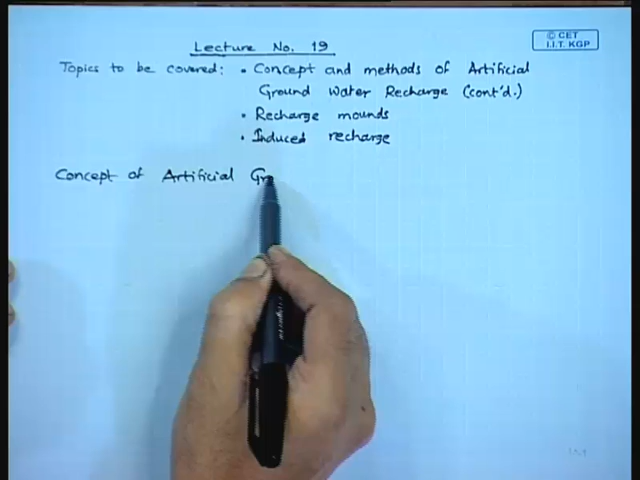 © CET
I.I.T. KGP
Lecture No. 19
Topics to be covered: • Concept and methods of Artificial
Ground Water Recharge (cont'd.)
• Recharge mounds
• Induced recharge
Concept of Artificial Gr